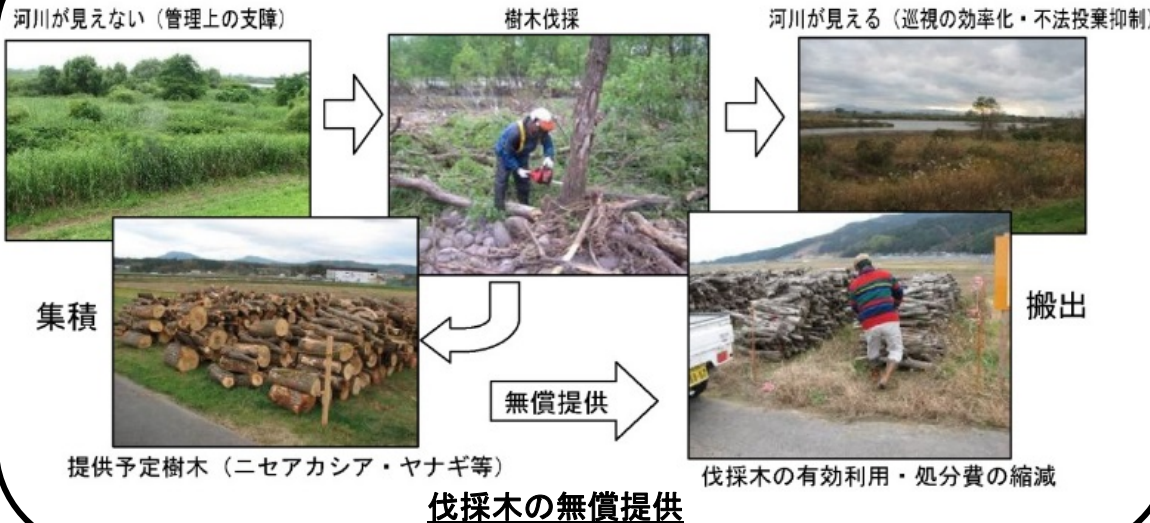 河川が見えない（管理上の支障）
樹木伐採
河川が見える（巡視の効率化・不法投棄抑制）
集積
搬出
無償提供
提供予定樹木（ニセアカシア・ヤナギ等）
伐採木の有効利用・処分費の縮減
伐採木の無償提供